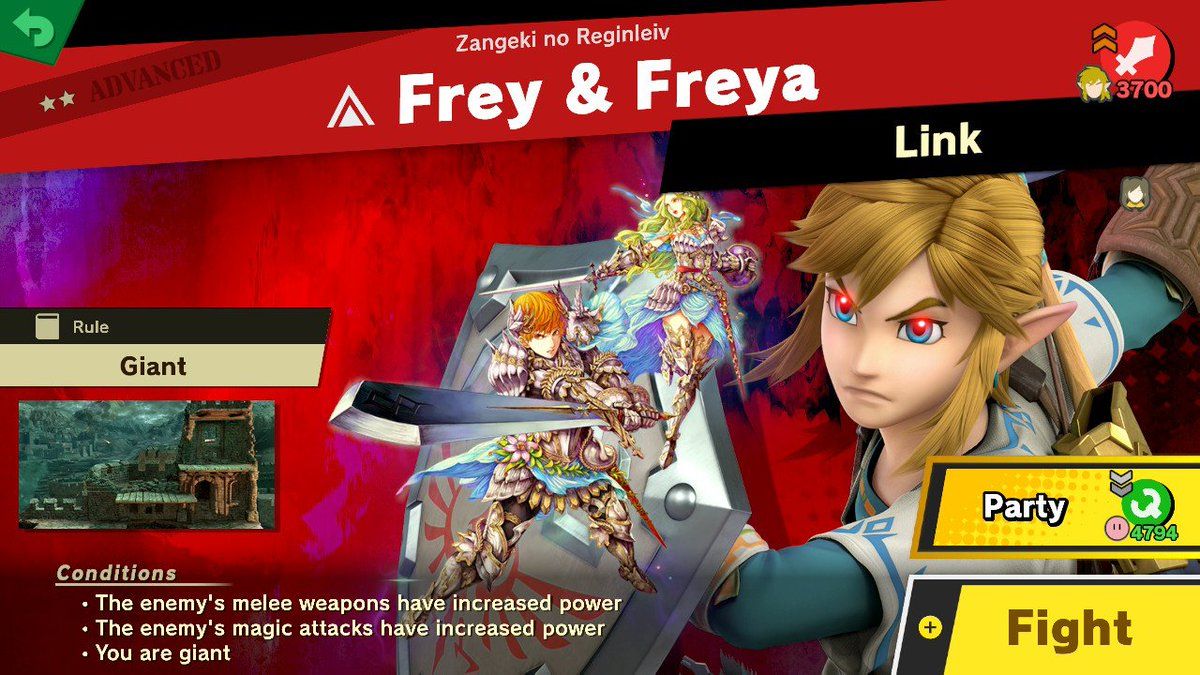 Zangeki no Reginleiv
ADVANCED
Frey & Freya
3700
Link
Rule
Giant
Party
4794
Conditions
• The enemy's melee weapons have increased power
• The enemy's magic attacks have increased power
• You are giant
+
Fight